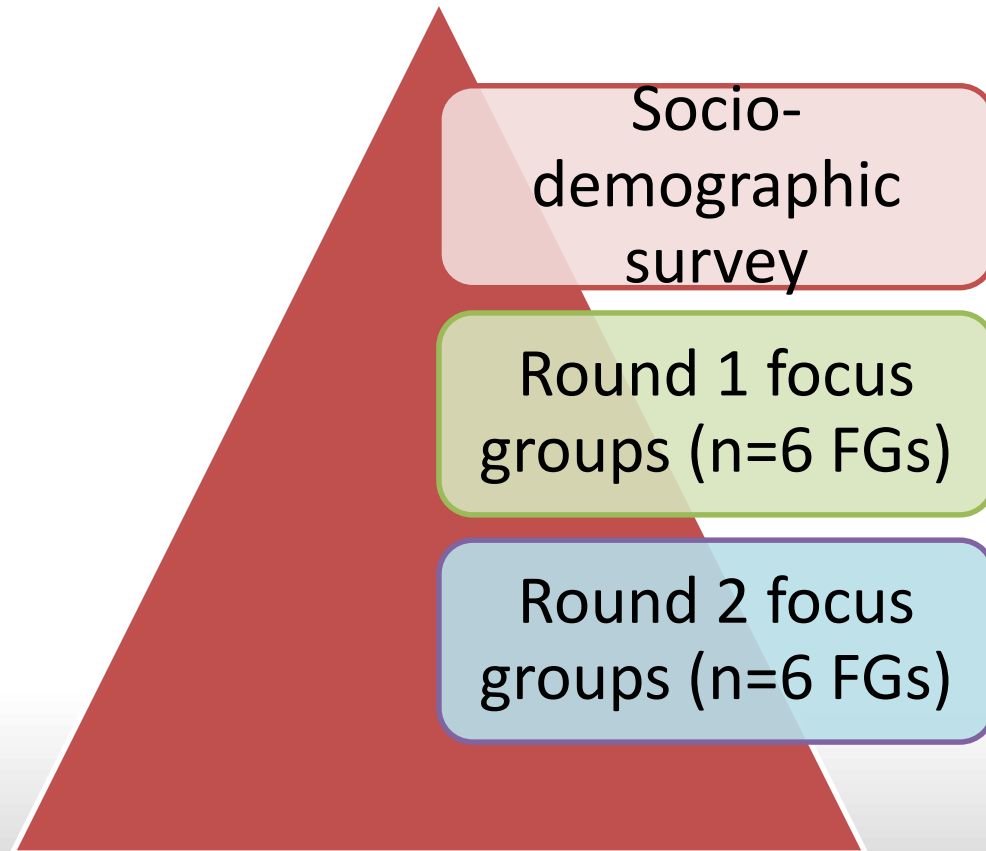 Socio-
demographic
survey
Round 1 focus
groups (n=6 FGs)
Round 2 focus
groups (n=6 FGs)